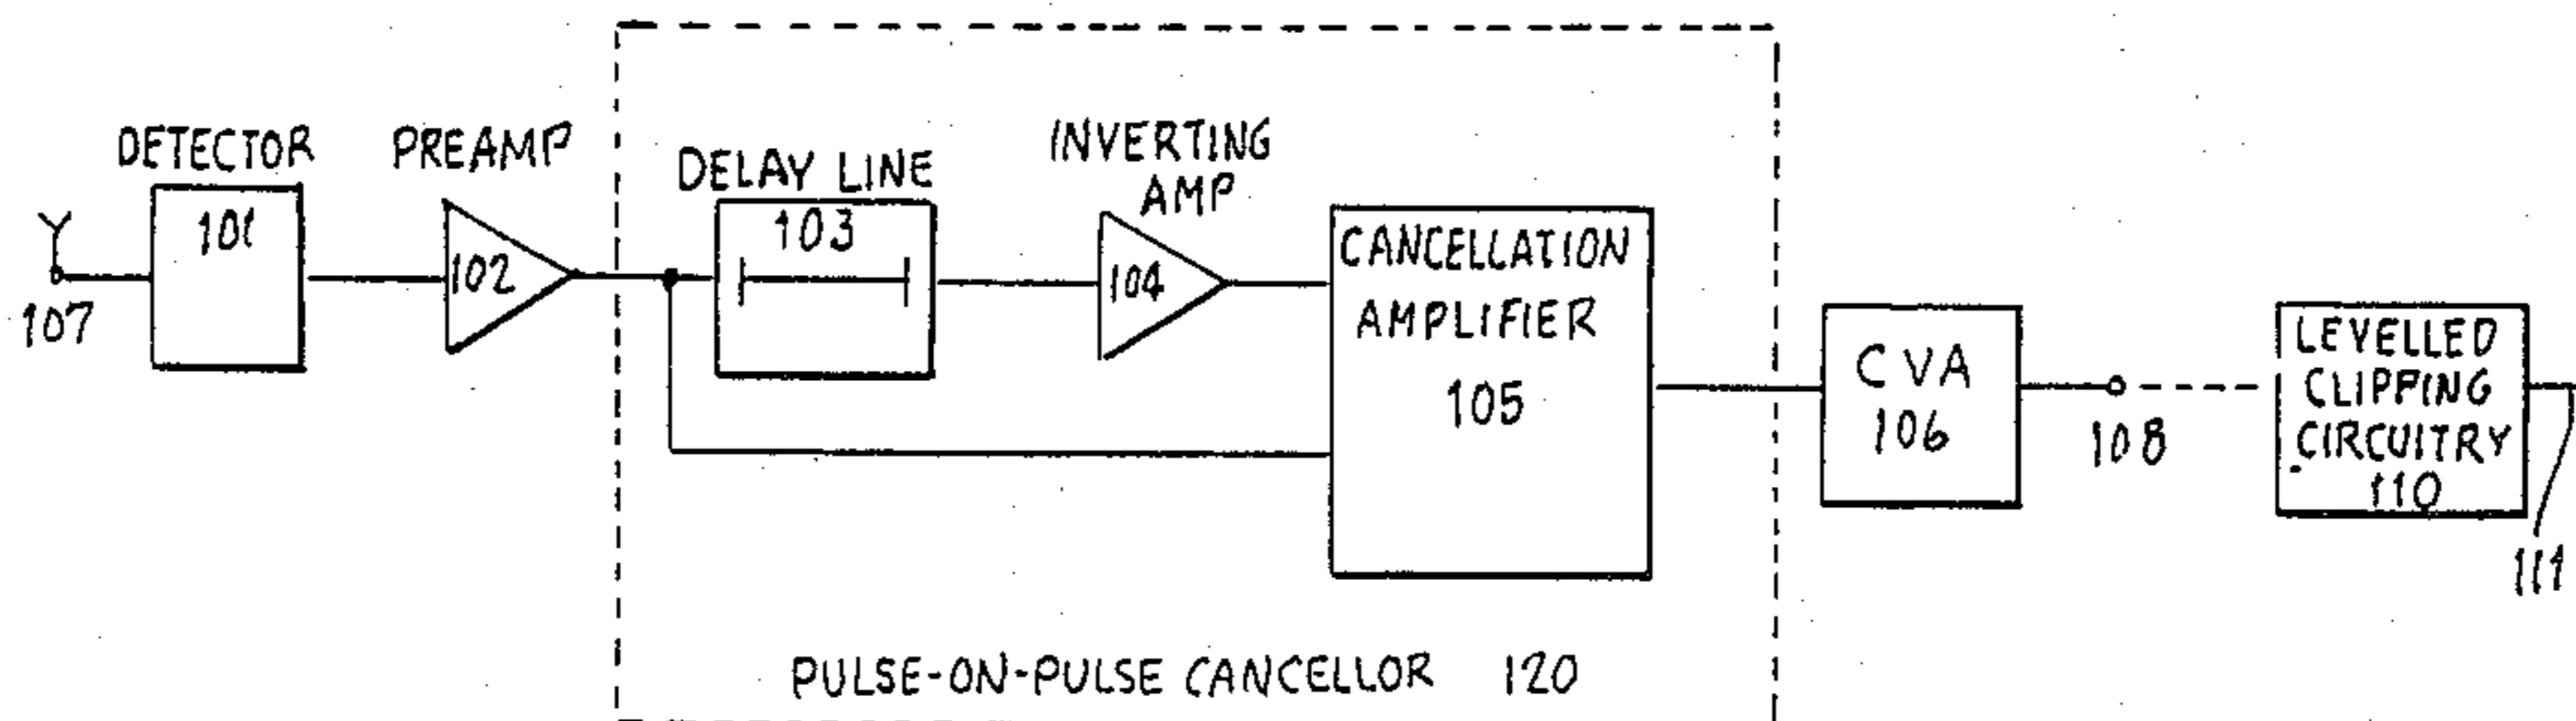 DETECTOR
101
107
PREAMP
102
DELAY LINE
103
INVERTING
AMP
104
CANCELLATION
AMPLIFIER
105
PULSE-ON-PULSE CANCELLOR 120
CVA
106
108
LEVELLED
CLIPPING
CIRCUITRY
110
111